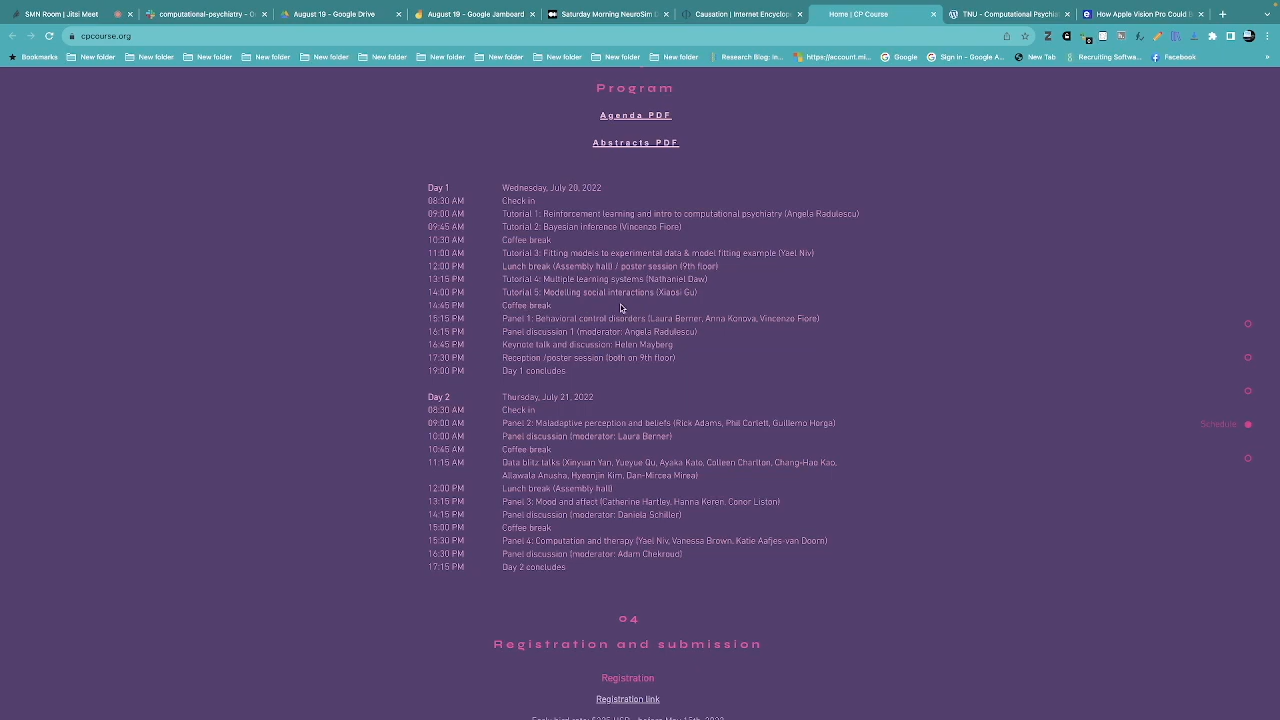 SMN Room | Jitsi Meet
computational-psychiatry - O
August 19 - Google Drive
August 19 - Google Jamboard
Saturday Morning NeuroSim D
Causation | Internet Encyclope
Home | CP Course
TNU - Computational Psychia
How Apple Vision Pro Could B
cpcourse.org
Bookmarks
New folder
New folder
New folder
New folder
New folder
New folder
New folder
New folder
New folder
New folder
New folder
Research Blog: In...
https://account.ml...
Google
Sign in - Google A...
New Tab
Recruiting Softwa...
Facebook
Program
Agenda PDF
Abstracts PDF
Day 1 Wednesday, July 20, 2022
08:30 AM Check in
09:00 AM Tutorial 1: Reinforcement learning and intro to computational psychiatry (Angela Radulescu)
09:45 AM Tutorial 2: Bayesian inference (Vincenzo Fiore)
10:30 AM Coffee break
11:00 AM Tutorial 3: Fitting models to experimental data & model fitting example (Yael Niv)
12:00 PM Lunch break (Assembly hall) / poster session (9th floor)
13:15 PM Tutorial 4: Multiple learning systems (Nathaniel Daw)
14:00 PM Tutorial 5: Modelling social interactions (Xiaosi Gu)
14:45 PM Coffee break
15:15 PM Panel 1: Behavioral control disorders (Laura Berner, Anna Konova, Vincenzo Fiore)
16:15 PM Panel discussion 1 (moderator: Angela Radulescu)
16:45 PM Keynote talk and discussion: Helen Mayberg
17:30 PM Reception /poster session (both on 9th floor)
19:00 PM Day 1 concludes
Day 2 Thursday, July 21, 2022
08:30 AM Check in
09:00 AM Panel 2: Maladaptive perception and beliefs (Rick Adams, Phil Corlett, Guillermo Horga)
10:00 AM Panel discussion (moderator: Laura Berner)
10:45 AM Coffee break
11:15 AM Data blitz talks (Xinyuan Yan, Yueyue Qu, Ayaka Kato, Colleen Charlton, Chang-Hao Kao,
Allawala Anusha, Hyeonjin Kim, Dan-Mircea Mirea)
12:00 PM Lunch break (Assembly hall)
13:15 PM Panel 3: Mood and affect (Catherine Hartley, Hanna Keren, Conor Liston)
14:15 PM Panel discussion (moderator: Daniela Schiller)
15:00 PM Coffee break
15:30 PM Panel 4: Computation and therapy (Yael Niv, Vanessa Brown, Katie Aafjes-van Doorn)
16:30 PM Panel discussion (moderator: Adam Chekroud)
17:15 PM Day 2 concludes
Schedule
04
Registration and submission
Registration
Registration link